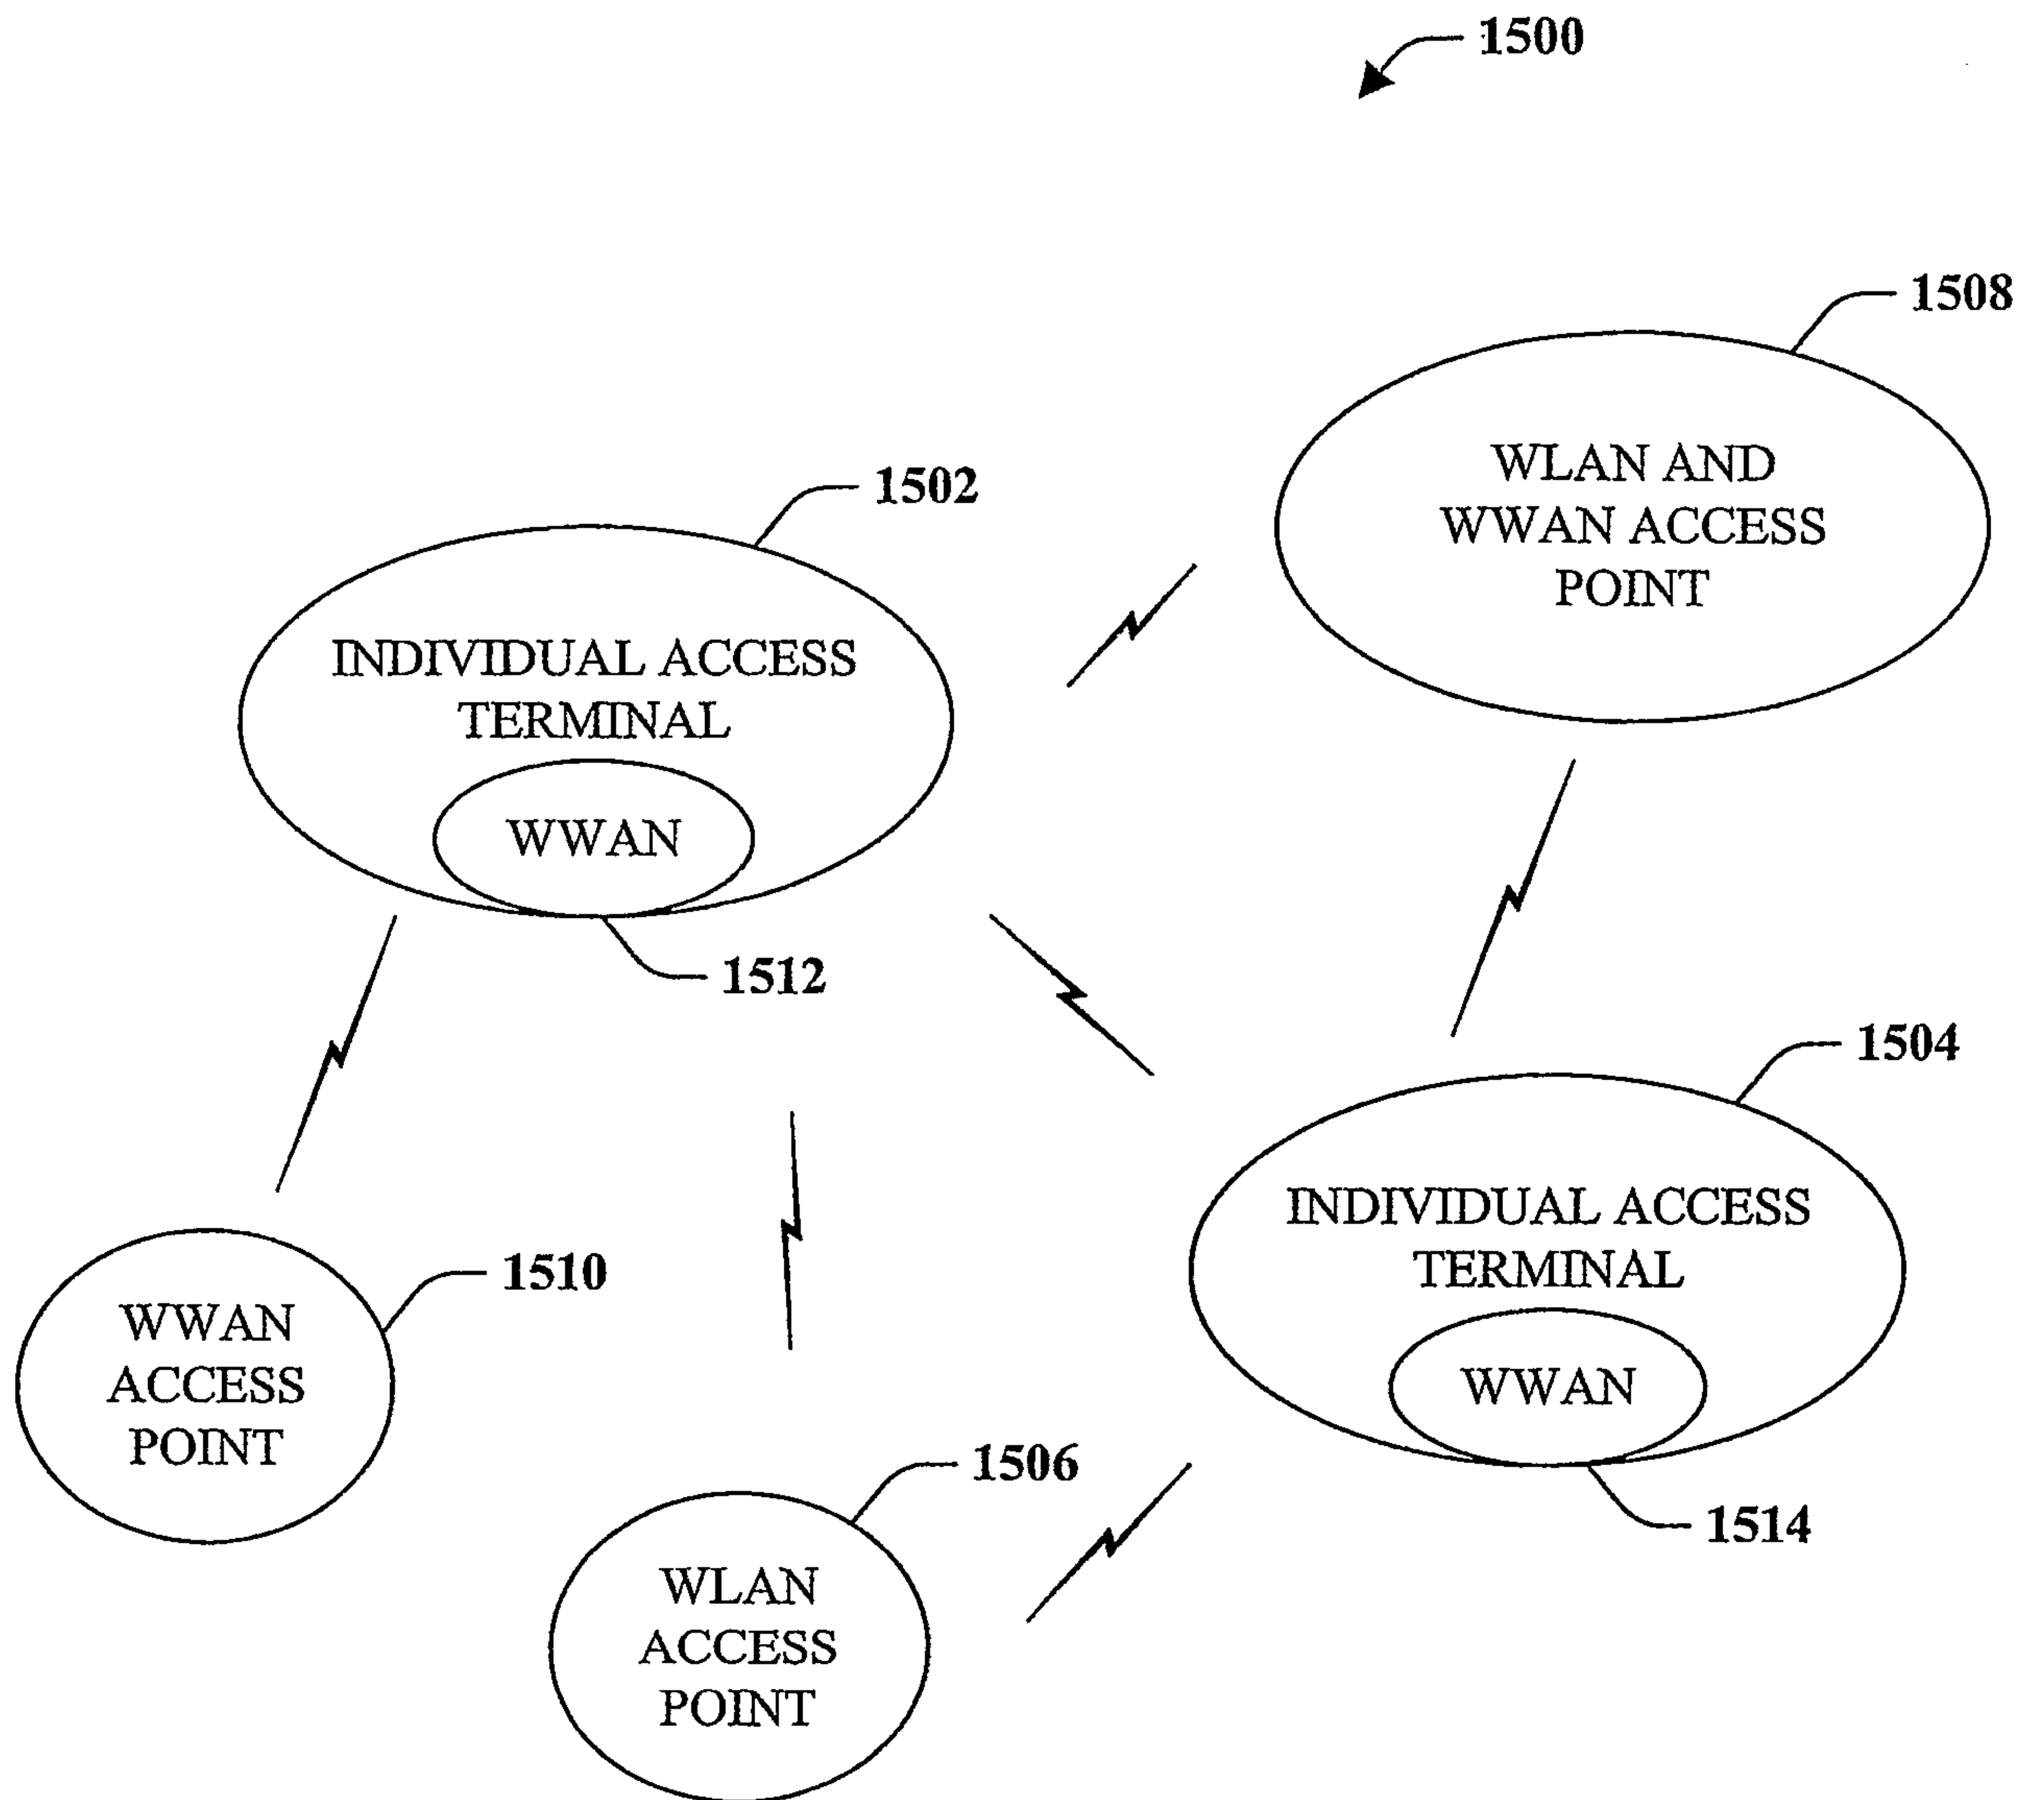 1500
1508
WLAN AND
WWAN ACCESS
POINT
1502
INDIVIDUAL ACCESS
TERMINAL
WWAN
1512
1504
INDIVIDUAL ACCESS
TERMINAL
WWAN
1514
1510
WWAN
ACCESS
POINT
1506
WLAN
ACCESS
POINT